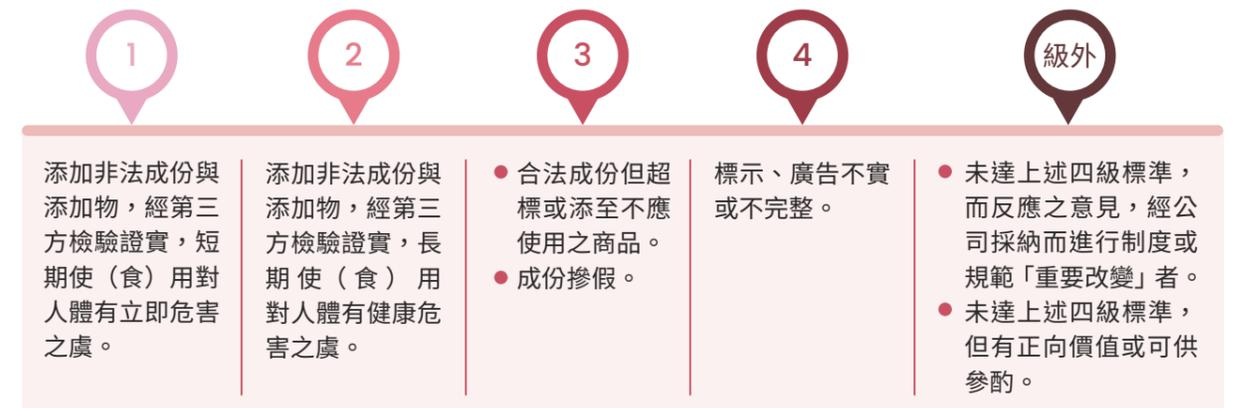 1
添加非法成份與
添加物，經第三
方檢驗證實，短
期使（食）用對
人體有立即危害
之虞。
2
添加非法成份與
添加物，經第三
方檢驗證實，長
期使（食）用
對人體有健康危
害之虞。
3
● 合法成份但超
標或添至不應
使用之商品。
● 成份摻假。
4
標示、廣告不實
或不完整。
級外
● 未達上述四級標準，
而反應之意見，經公
司採納而進行制度或
規範「重要改變」者。
● 未達上述四級標準，
但有正向價值或可供
參酌。